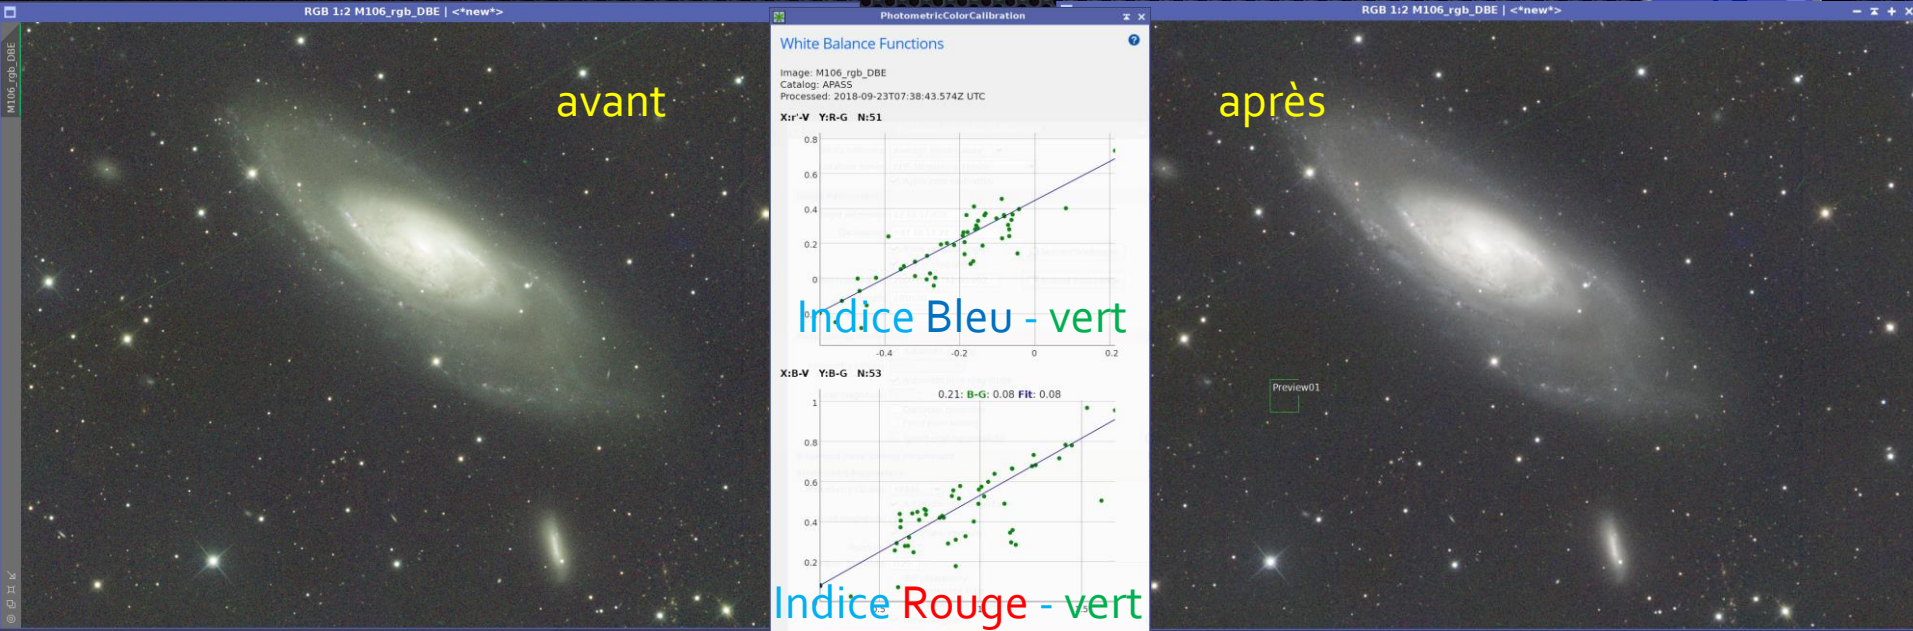 RGB 1:2 M106_rgb_DBE | <*new*>
M106_rgb_DBE
avant
PhotometricColorCalibration
White Balance Functions
Image: M106_rgb_DBE
Catalog: APASS
Processed: 2018-09-23T07:38:43.574Z UTC
X:r'-V Y:R-G N:51
0.8
0.6
0.4
0.2
0
Indice Bleu - vert
-0.4 -0.2 0 0.2
X:B-V Y:B-G N:53
0.21: B-G: 0.08 Fit: 0.08
1
0.8
0.6
0.4
0.2
Indice Rouge - vert
RGB 1:2 M106_rgb_DBE | <*new*>
après
Preview01